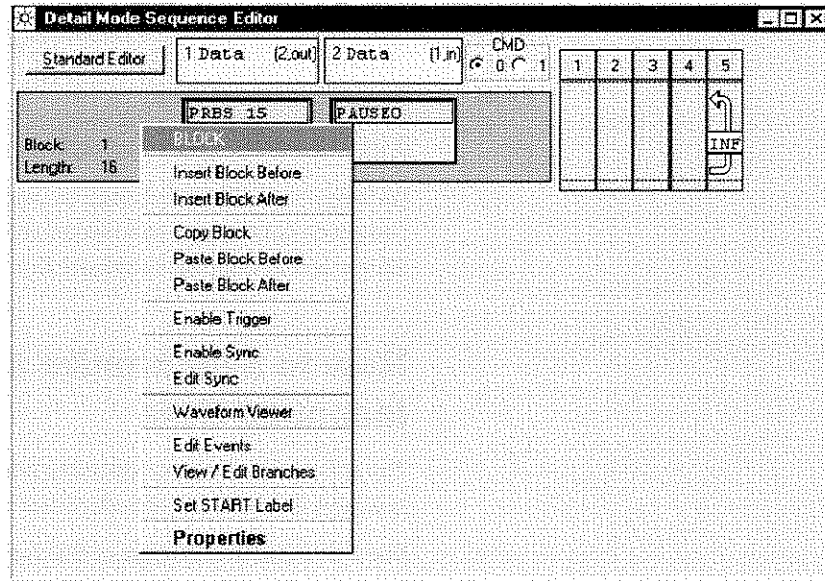 Detail Mode Sequence Editor
Standard Editor
1 Data (2,out)
2 Data (1,in)
CMD
0 1
1 2 3 4 5
PRBS 15
PAUSE0
Block: 1
Length: 16
INF
BLOCK
Insert Block Before
Insert Block After
Copy Block
Paste Block Before
Paste Block After
Enable Trigger
Enable Sync
Edit Sync
Waveform Viewer
Edit Events
View / Edit Branches
Set START Label
Properties